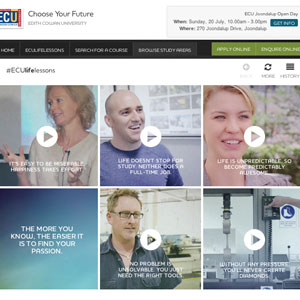 ECU
Choose Your Future
EDITH COWAN UNIVERSITY
ECU Joondalup Open Day
When: Sunday, 20 July, 10.00am - 3.00pm
Where: 270 Joondalup Drive, Joondalup
GET INFO
HOME
ECULIFELESSONS
SEARCH FOR A COURSE
BROWSE STUDY AREAS
APPLY ONLINE
ENQUIRE ONLINE
#ECUlifelessons
BACK
MORE
HISTORY
IT'S EASY TO BE MISERABLE.
HAPPINESS TAKES EFFORT.
LIFE DOESN'T STOP FOR
STUDY. NEITHER DOES A
FULL-TIME JOB.
LIFE IS UNPREDICTABLE, SO
BECOME PREDICTABLY
AWESOME.
THE MORE YOU
KNOW, THE EASIER IT
IS TO FIND YOUR
PASSION.
NO PROBLEM IS
UNSOLVABLE. YOU JUST
NEED THE RIGHT TOOLS.
WITHOUT ANY PRESSURE
YOU'LL NEVER CREATE
DIAMONDS.